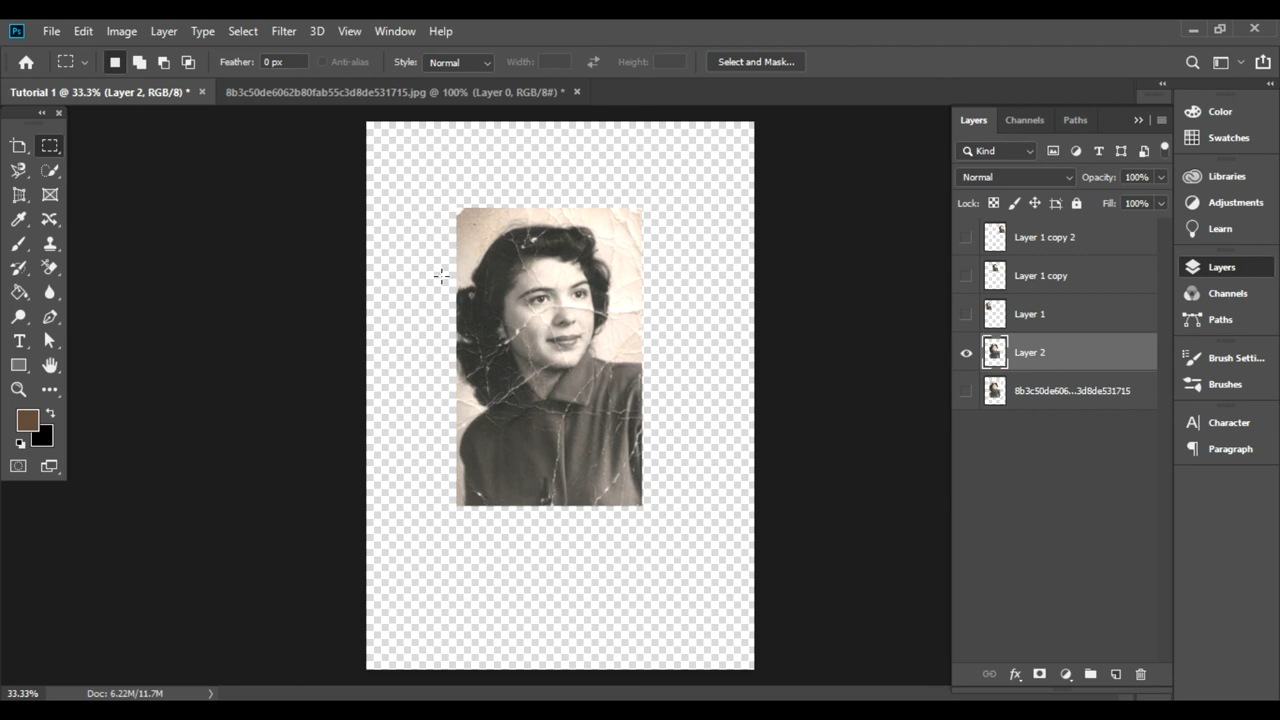 Ps File Edit Image Layer Type Select Filter 3D View Window Help
Feather: 0 px Anti-alias Style: Normal Width: Height: Select and Mask...
Tutorial 1 @ 33.3% (Layer 2, RGB/8) * × 8b3c50de6062b80fab55c3d8de531715.jpg @ 100% (Layer 0, RGB/8#) * ×
Layers Channels Paths
Kind
Normal Opacity: 100%
Lock: Fill: 100%
Layer 1 copy 2
Layer 1 copy
Layer 1
Layer 2
8b3c50de606...3d8de531715
Color
Swatches
Libraries
Adjustments
Learn
Layers
Channels
Paths
Brush Setti...
Brushes
Character
Paragraph
33.33% Doc: 6.22M/11.7M